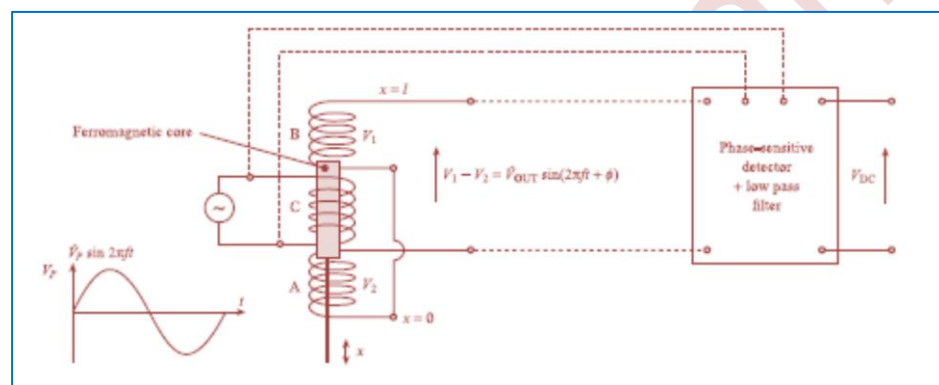 x = l
B
V₁
Ferromagnetic core
C
V₁ − V₂ = V̂OUT sin(2πft + ϕ)
Phase-sensitive
detector
+ low pass
filter
VDC
~
V̂P sin 2πft
VP
t
A
V₂
x = 0
x